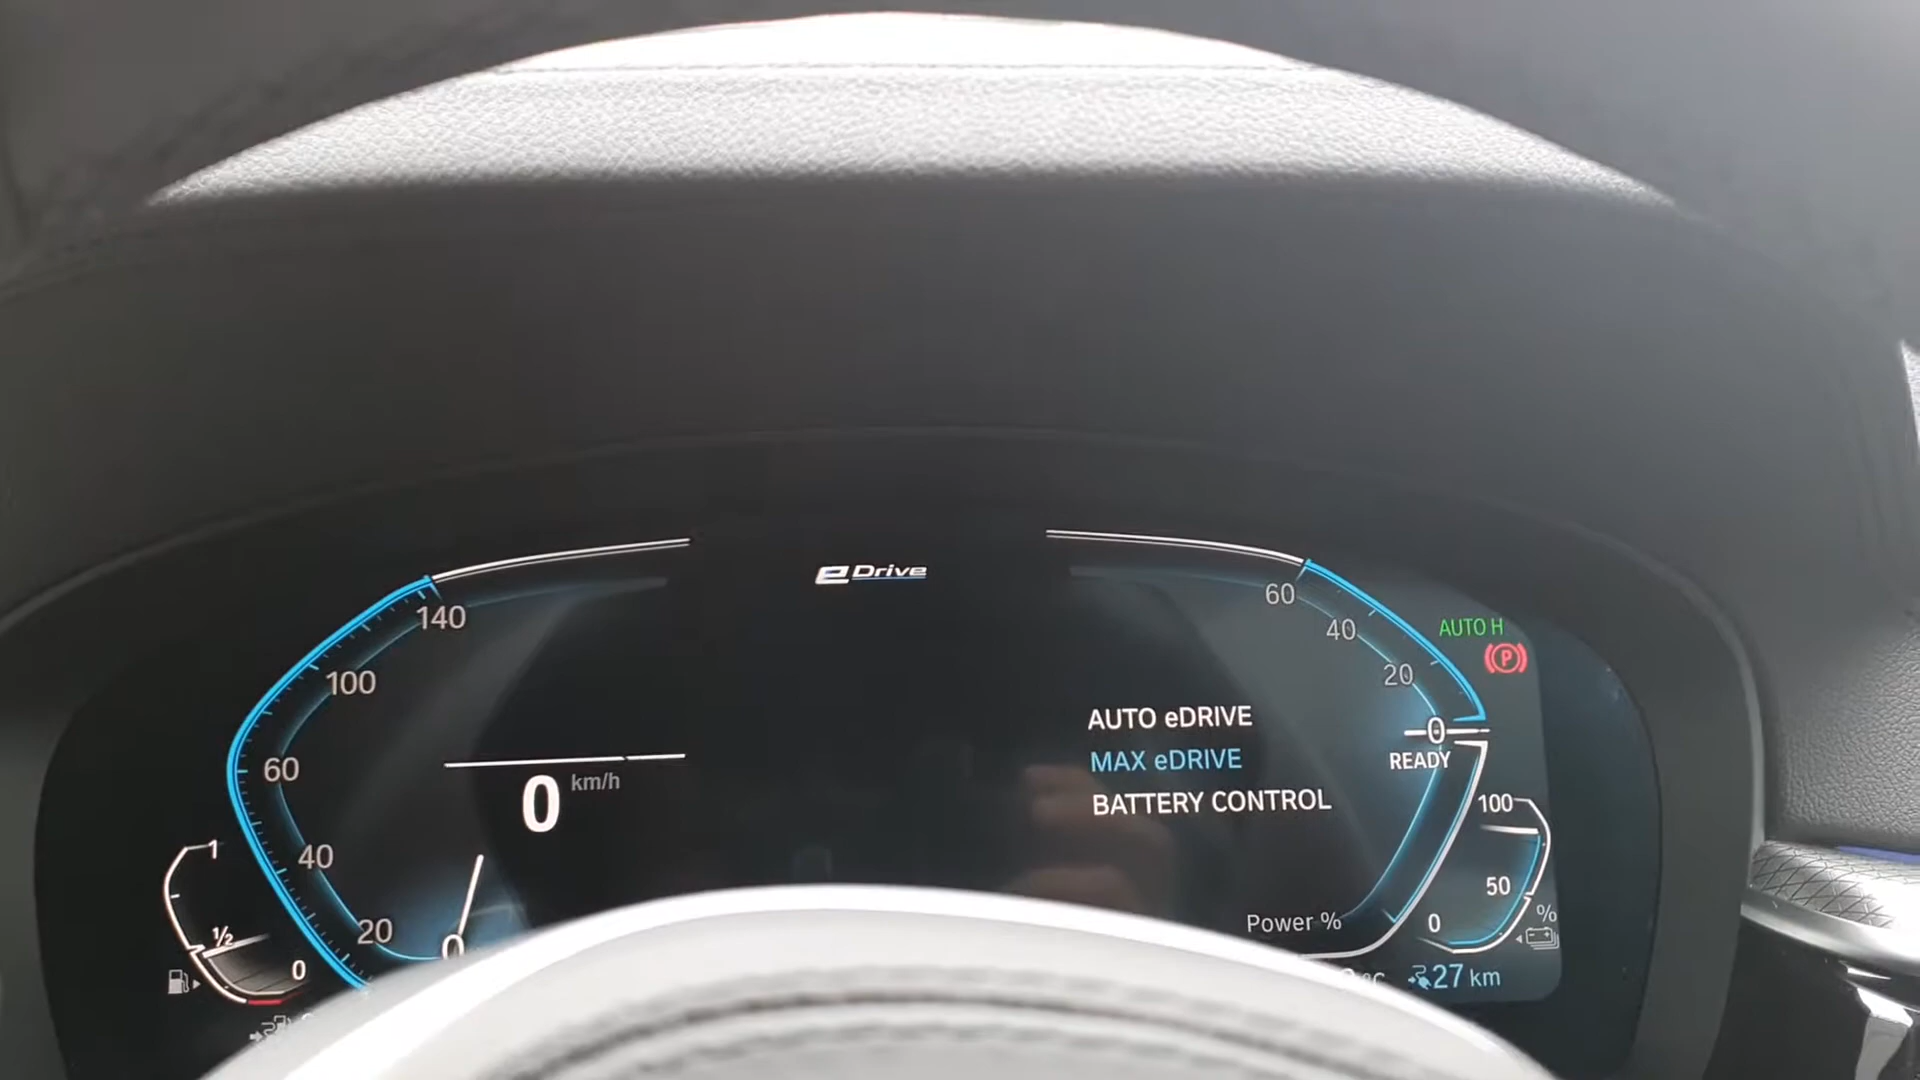 eDrive
140
100
60
40
20
0
0 km/h
1
½
0
AUTO eDRIVE
MAX eDRIVE
BATTERY CONTROL
60
40
20
0
READY
Power %
AUTO H
P
100
50
0
%
°C
27 km